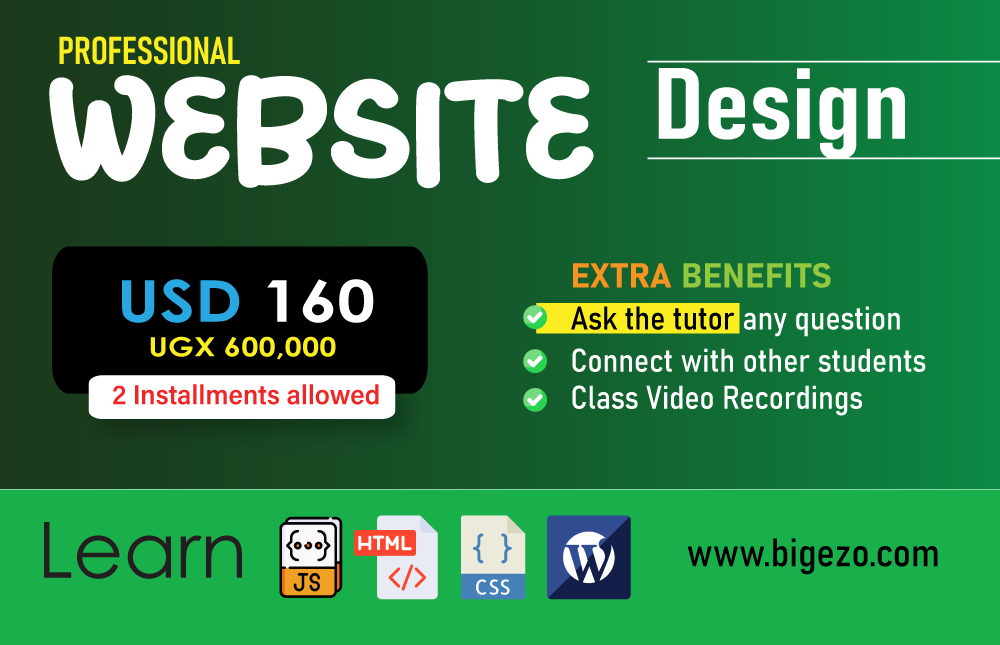 PROFESSIONAL
WEBSITE
Design
USD 160
UGX 600,000
2 Installments allowed
EXTRA BENEFITS
Ask the tutor any question
Connect with other students
Class Video Recordings
Learn
{...}
JS
HTML
</>
{ }
CSS
W
www.bigezo.com